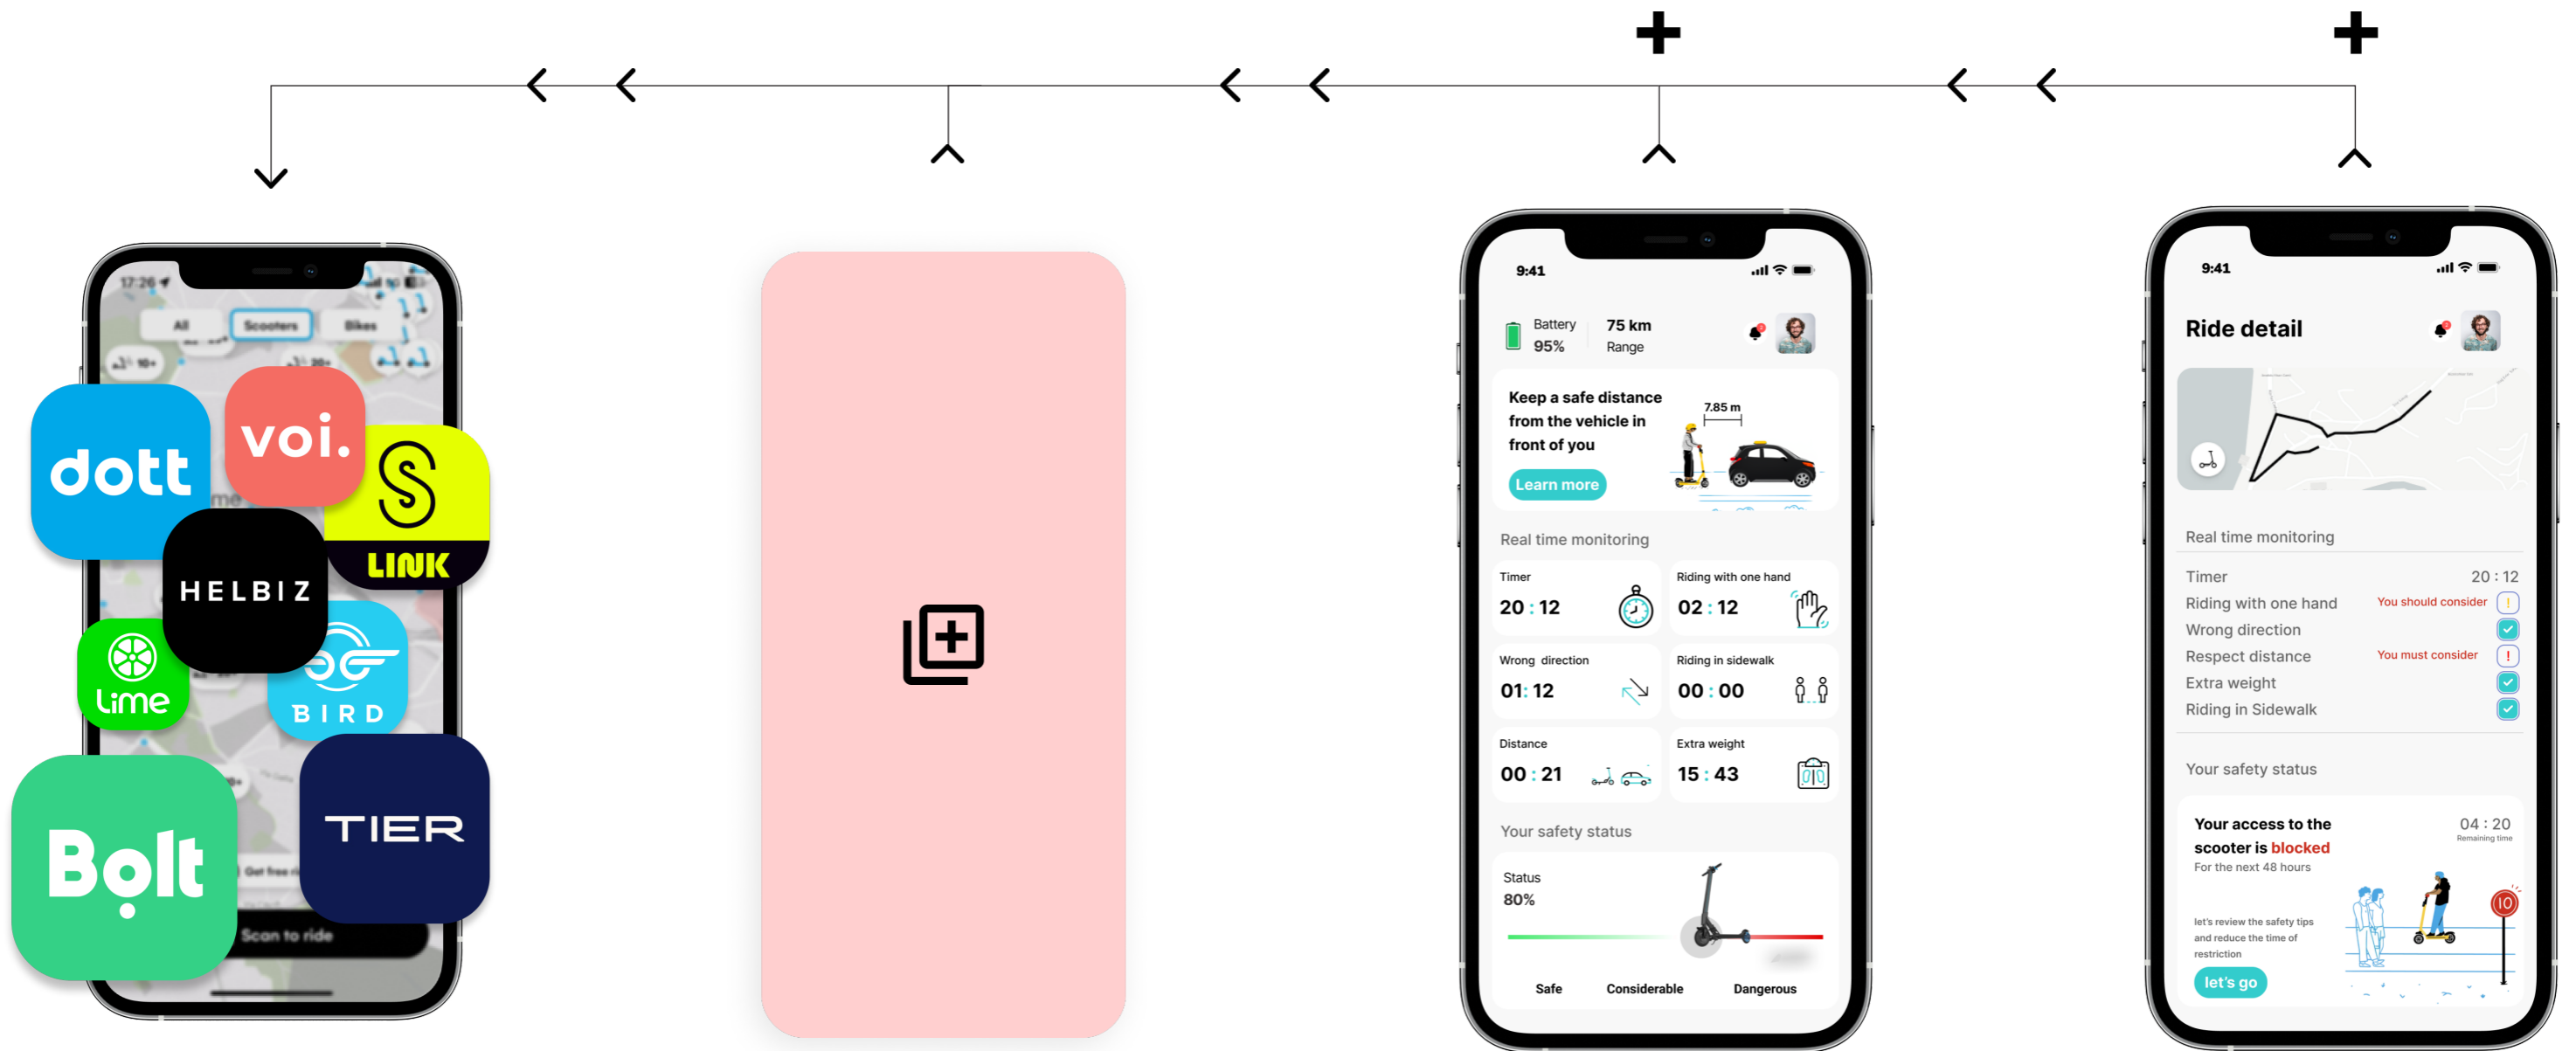 17:26
All
Scooters
Bikes
10+
20+
dott
voi.
S
LINK
me
HELBIZ
Lime
BIRD
Bolt
TIER
Get free ri
Scan to ride
9:41
Battery
95%
75 km
Range
Keep a safe distance
from the vehicle in
front of you
7.85 m
Learn more
Real time monitoring
Timer
20 : 12
Riding with one hand
02 : 12
Wrong direction
01: 12
Riding in sidewalk
00 : 00
Distance
00 : 21
Extra weight
15 : 43
Your safety status
Status
80%
Safe
Considerable
Dangerous
9:41
Ride detail
Real time monitoring
Timer 20 : 12
Riding with one hand You should consider !
Wrong direction
Respect distance You must consider !
Extra weight
Riding in Sidewalk
Your safety status
Your access to the
scooter is blocked
For the next 48 hours
04 : 20
Remaining time
let's review the safety tips
and reduce the time of
restriction
let's go
10